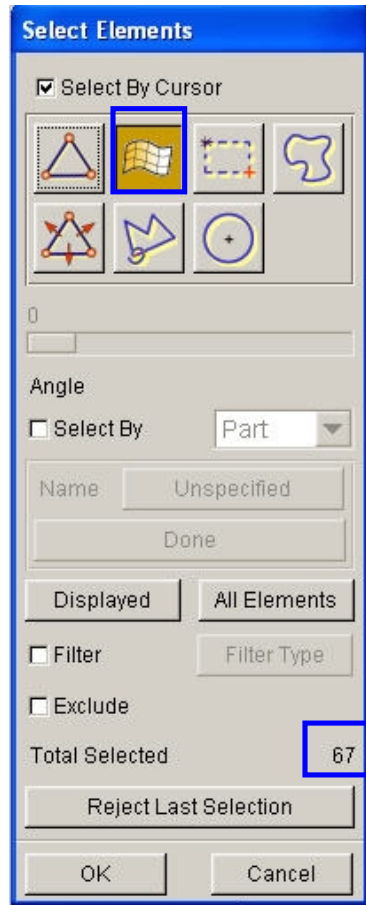 Select Elements
Select By Cursor
0
Angle
Select By Part
Name Unspecified
Done
Displayed All Elements
Filter Filter Type
Exclude
Total Selected 67
Reject Last Selection
OK Cancel